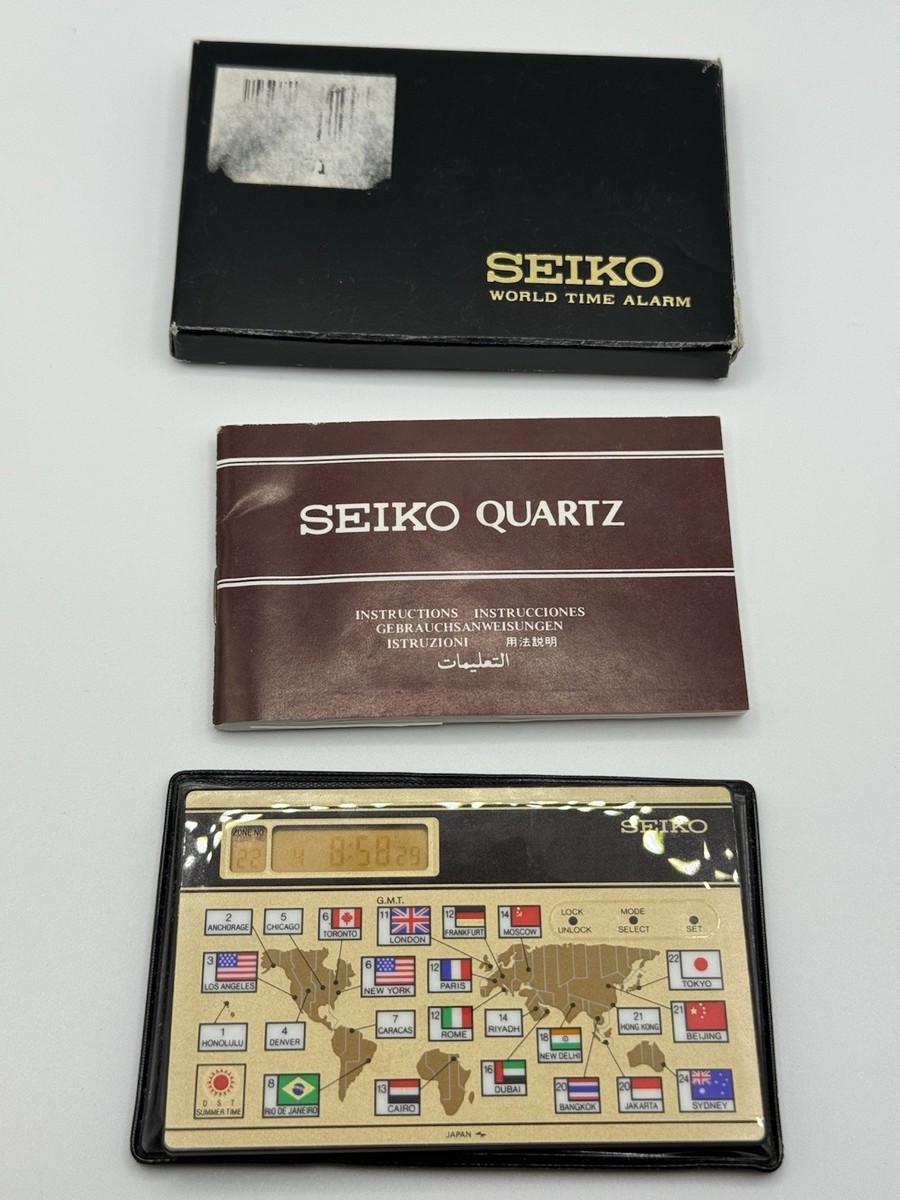 SEIKO
WORLD TIME ALARM
SEIKO QUARTZ
INSTRUCTIONS INSTRUCCIONES
GEBRAUCHSANWEISUNGEN
ISTRUZIONI 用法説明
التعليمات
SEIKO
ZONE NO
22 8:58 29
G.M.T.
2 ANCHORAGE
5 CHICAGO
6 TORONTO
11 LONDON
12 FRANKFURT
14 MOSCOW
LOCK
UNLOCK
MODE
SELECT
SET
3 LOS ANGELES
6 NEW YORK
12 PARIS
22 TOKYO
1 HONOLULU
4 DENVER
7 CARACAS
12 ROME
14 RIYADH
18 NEW DELHI
21 HONG KONG
21 BEIJING
D S T
SUMMER TIME
8 RIO DE JANEIRO
13 CAIRO
16 DUBAI
20 BANGKOK
20 JAKARTA
24 SYDNEY
JAPAN